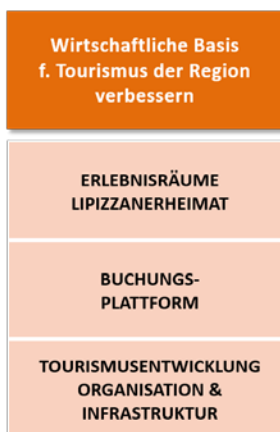 Wirtschaftliche Basis
f. Tourismus der Region
verbessern
ERLEBNISRÄUME
LIPIZZANERHEIMAT
BUCHUNGS-
PLATTFORM
TOURISMUSENTWICKLUNG
ORGANISATION &
INFRASTRUKTUR